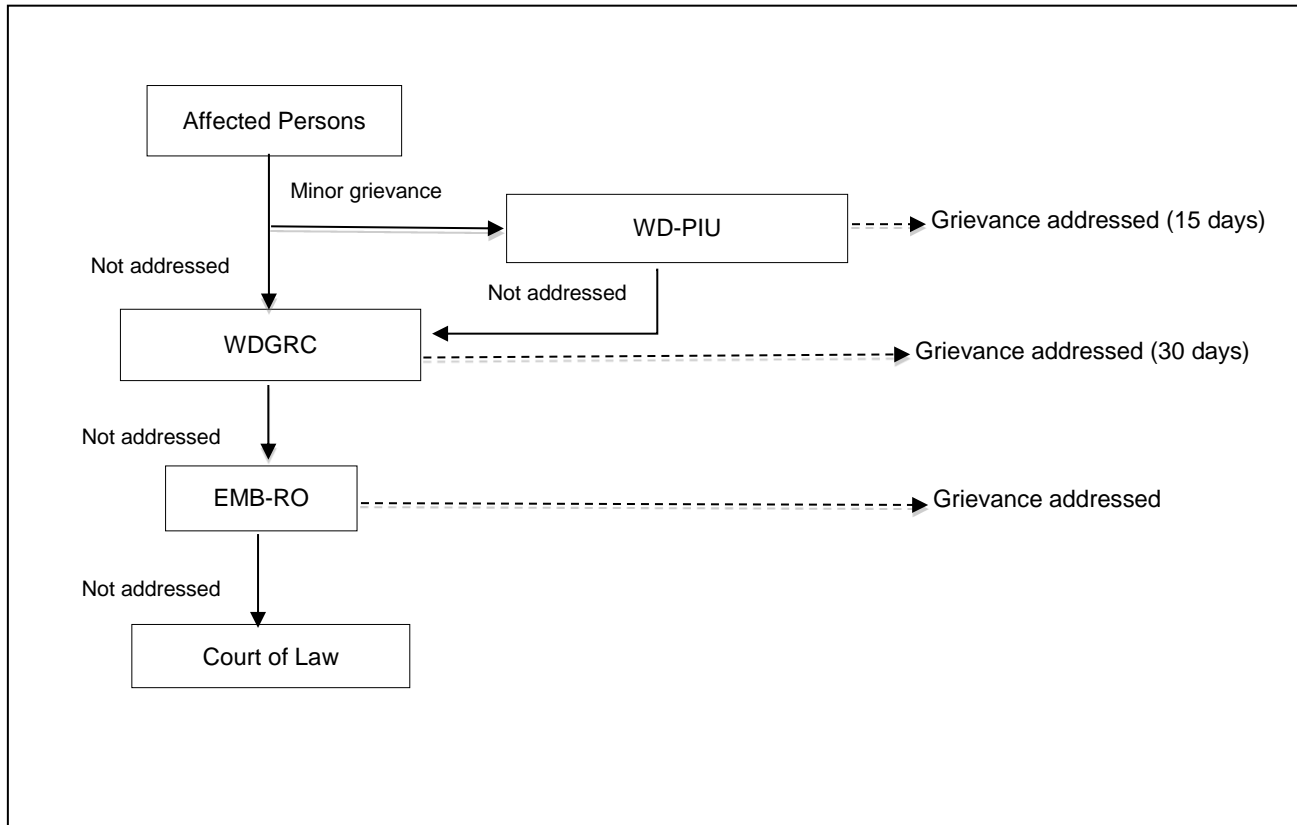 Affected Persons
Minor grievance
WD-PIU
Grievance addressed (15 days)
Not addressed
Not addressed
WDGRC
Grievance addressed (30 days)
Not addressed
EMB-RO
Grievance addressed
Not addressed
Court of Law